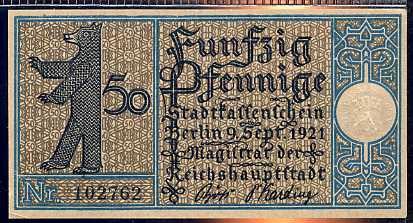 50
Funfzig
Pfennige
Stadtkassenschein
Berlin 9. Sept. 1921
Magistrat der
Reichshauptstadt
Nr. 102762